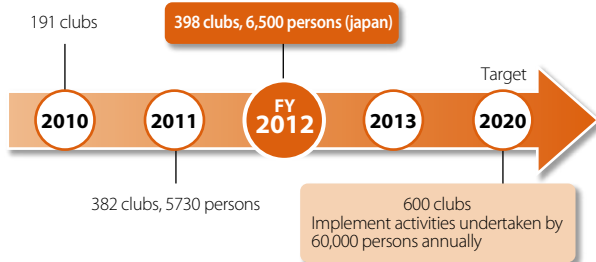 191 clubs
398 clubs, 6,500 persons (japan)
Target
2010
2011
FY
2012
2013
2020
382 clubs, 5730 persons
600 clubs
Implement activities undertaken by
60,000 persons annually